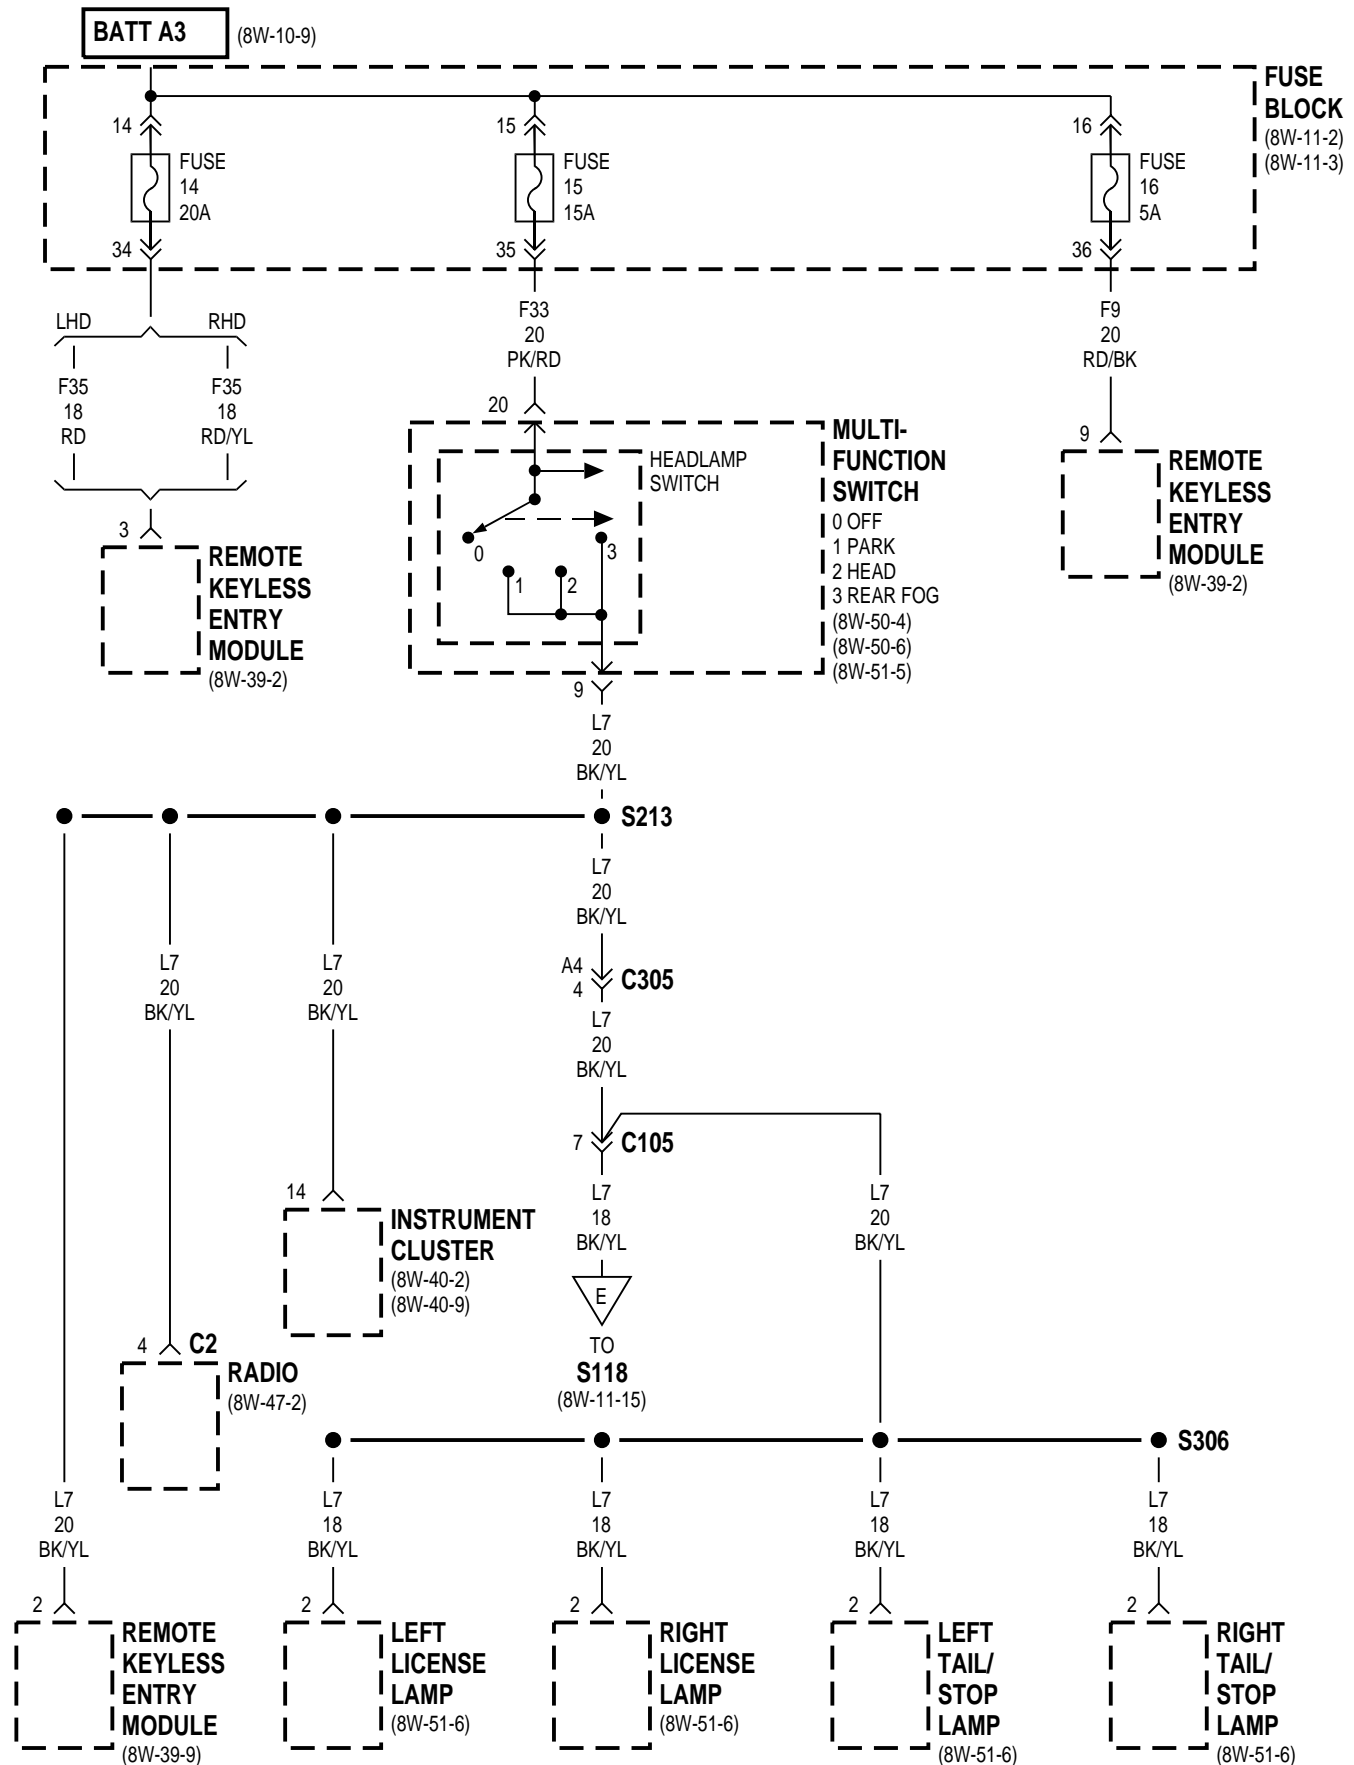 BATT A3 (8W-10-9)
FUSE
BLOCK
(8W-11-2)
(8W-11-3)
14
FUSE
14
20A
34
15
FUSE
15
15A
35
16
FUSE
16
5A
36
LHD
RHD
F35
18
RD
F35
18
RD/YL
3
REMOTE
KEYLESS
ENTRY
MODULE
(8W-39-2)
F33
20
PK/RD
20
HEADLAMP
SWITCH
0
1
2
3
MULTI-
FUNCTION
SWITCH
0 OFF
1 PARK
2 HEAD
3 REAR FOG
(8W-50-4)
(8W-50-6)
(8W-51-5)
9
F9
20
RD/BK
9
REMOTE
KEYLESS
ENTRY
MODULE
(8W-39-2)
L7
20
BK/YL
S213
L7
20
BK/YL
A4
4
C305
L7
20
BK/YL
L7
20
BK/YL
L7
20
BK/YL
7
C105
L7
18
BK/YL
E
TO
S118
(8W-11-15)
L7
20
BK/YL
14
INSTRUMENT
CLUSTER
(8W-40-2)
(8W-40-9)
4
C2
RADIO
(8W-47-2)
S306
L7
20
BK/YL
L7
18
BK/YL
L7
18
BK/YL
L7
18
BK/YL
L7
18
BK/YL
2
REMOTE
KEYLESS
ENTRY
MODULE
(8W-39-9)
2
LEFT
LICENSE
LAMP
(8W-51-6)
2
RIGHT
LICENSE
LAMP
(8W-51-6)
2
LEFT
TAIL/
STOP
LAMP
(8W-51-6)
2
RIGHT
TAIL/
STOP
LAMP
(8W-51-6)